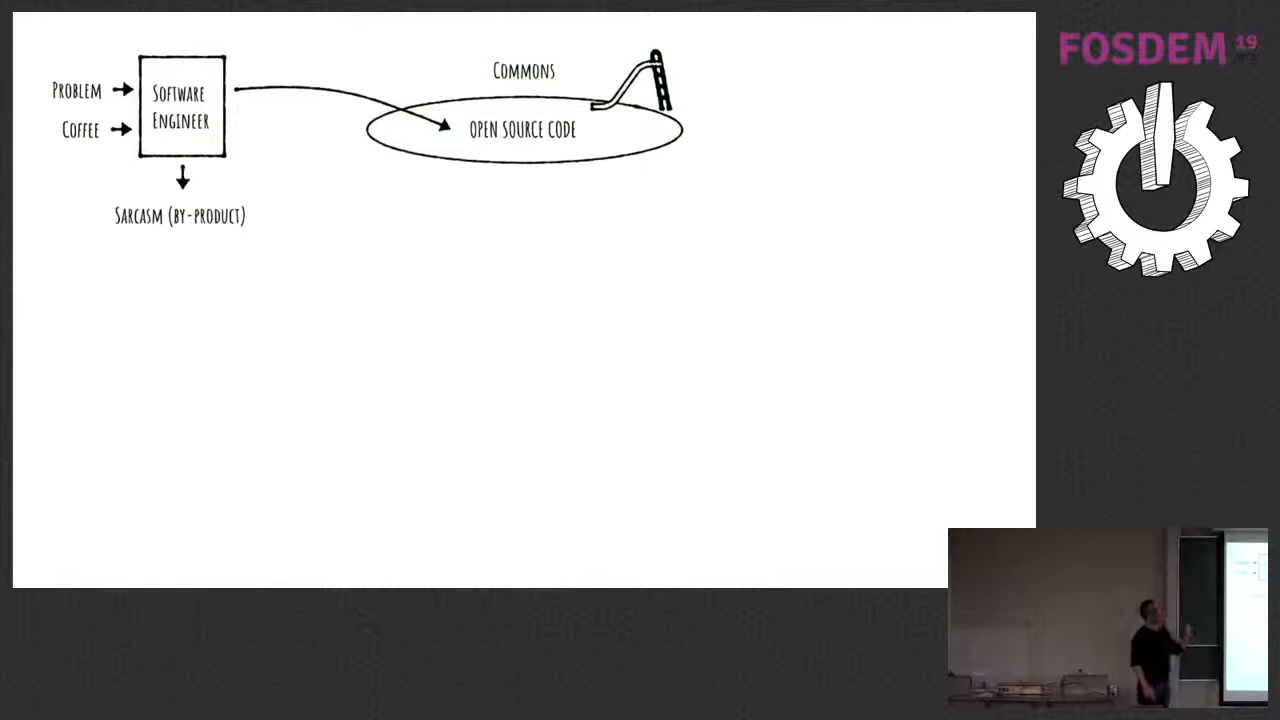 PROBLEM
COFFEE
SOFTWARE
ENGINEER
SARCASM (BY-PRODUCT)
COMMONS
OPEN SOURCE CODE
FOSDEM 19